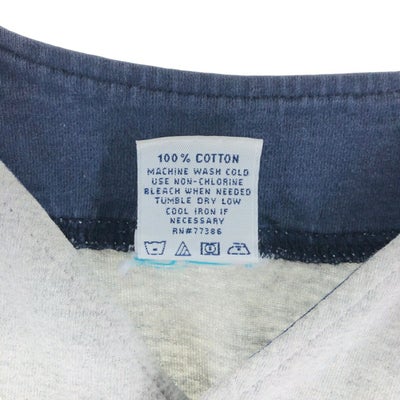 100% COTTON
MACHINE WASH COLD
USE NON-CHLORINE
BLEACH WHEN NEEDED
TUMBLE DRY LOW
COOL IRON IF
NECESSARY
RN#77386